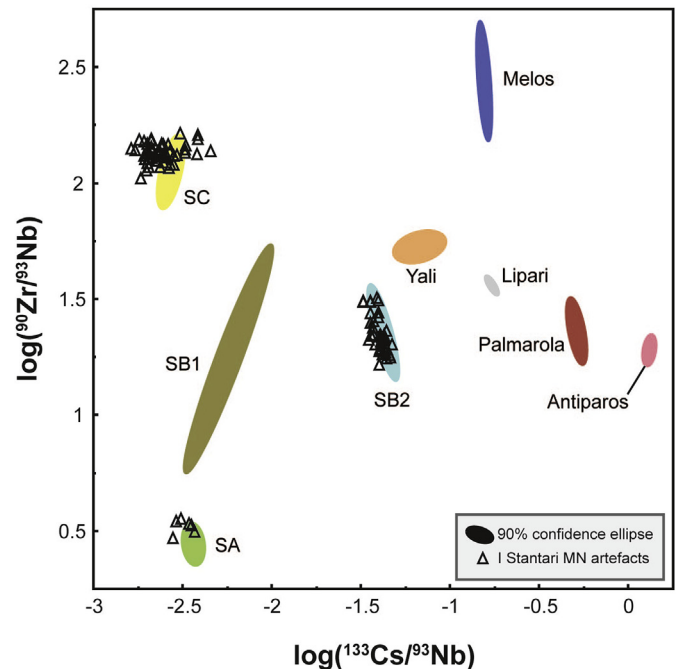 2.5
Melos
2
SC
log(⁹⁰Zr/⁹³Nb)
Yali
Lipari
1.5
SB1
Palmarola
SB2
Antiparos
1
0.5
SA
90% confidence ellipse
I Stantari MN artefacts
-3
-2.5
-2
-1.5
-1
-0.5
0
log(¹³³Cs/⁹³Nb)